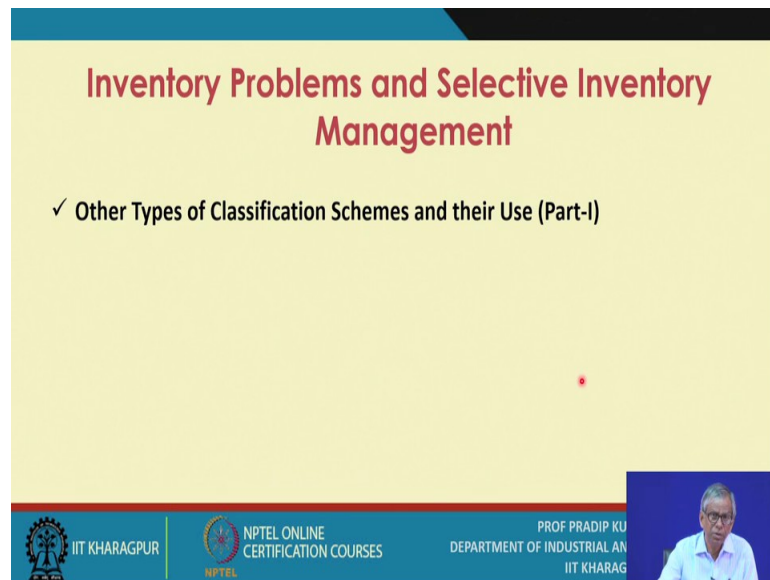 Inventory Problems and Selective Inventory
Management
✓ Other Types of Classification Schemes and their Use (Part-I)
IIT KHARAGPUR
NPTEL
NPTEL ONLINE
CERTIFICATION COURSES
PROF PRADIP KU
DEPARTMENT OF INDUSTRIAL AN
IIT KHARAG